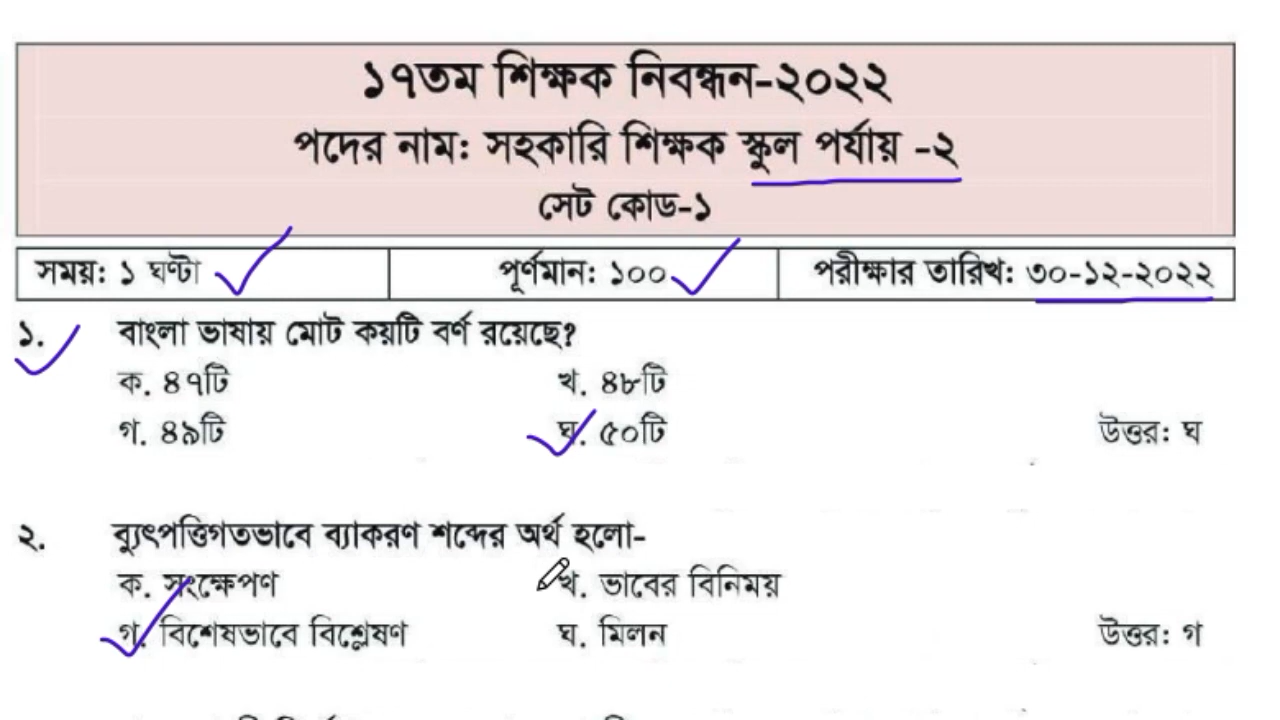 ১৭তম শিক্ষক নিবন্ধন-২০২২
পদের নাম: সহকারি শিক্ষক স্কুল পর্যায় -২
সেট কোড-১
সময়: ১ ঘণ্টা পূর্ণমান: ১০০ পরীক্ষার তারিখ: ৩০-১২-২০২২
১. বাংলা ভাষায় মোট কয়টি বর্ণ রয়েছে?
ক. ৪৭টি খ. ৪৮টি
গ. ৪৯টি ঘ. ৫০টি উত্তর: ঘ
২. ব্যুৎপত্তিগতভাবে ব্যাকরণ শব্দের অর্থ হলো-
ক. সংক্ষেপণ খ. ভাবের বিনিময়
গ. বিশেষভাবে বিশ্লেষণ ঘ. মিলন উত্তর: গ